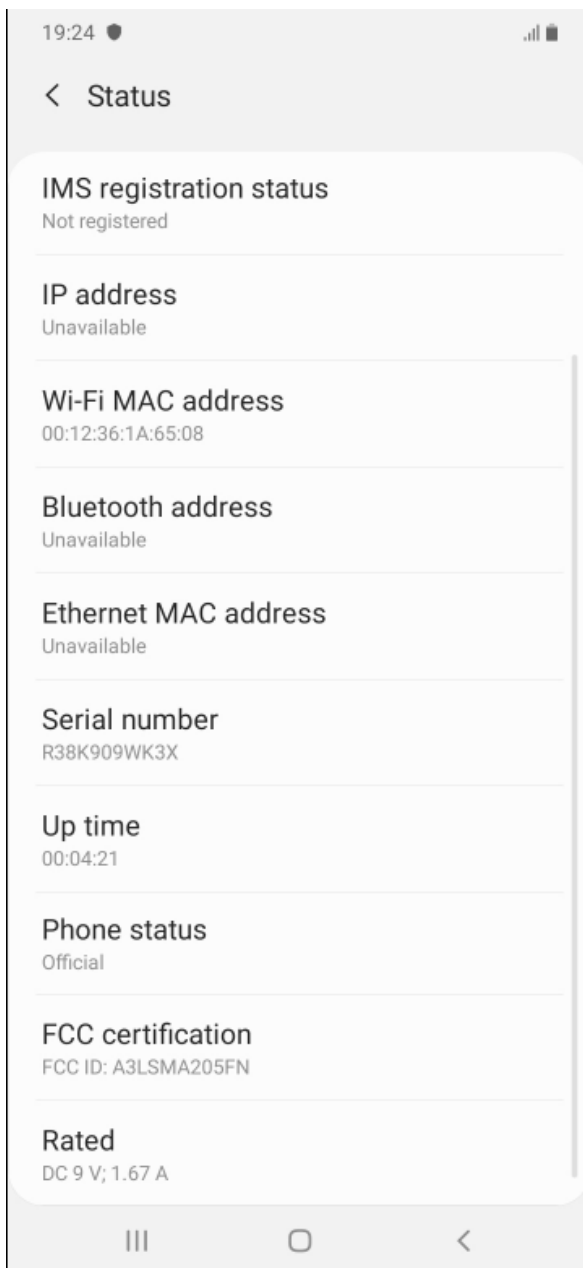 19:24
Status
IMS registration status
Not registered
IP address
Unavailable
Wi-Fi MAC address
00:12:36:1A:65:08
Bluetooth address
Unavailable
Ethernet MAC address
Unavailable
Serial number
R38K909WK3X
Up time
00:04:21
Phone status
Official
FCC certification
FCC ID: A3LSMA205FN
Rated
DC 9 V; 1.67 A